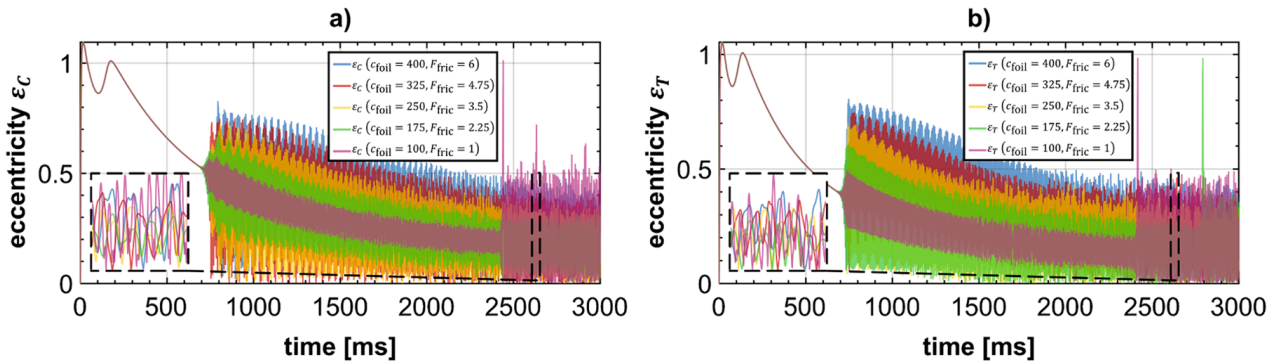 a)
eccentricity ε_C
1
0.5
0
ε_C (c_foil = 400, F_fric = 6)
ε_C (c_foil = 325, F_fric = 4.75)
ε_C (c_foil = 250, F_fric = 3.5)
ε_C (c_foil = 175, F_fric = 2.25)
ε_C (c_foil = 100, F_fric = 1)
0 500 1000 1500 2000 2500 3000
time [ms]
b)
eccentricity ε_T
1
0.5
0
ε_T (c_foil = 400, F_fric = 6)
ε_T (c_foil = 325, F_fric = 4.75)
ε_T (c_foil = 250, F_fric = 3.5)
ε_T (c_foil = 175, F_fric = 2.25)
ε_T (c_foil = 100, F_fric = 1)
0 500 1000 1500 2000 2500 3000
time [ms]